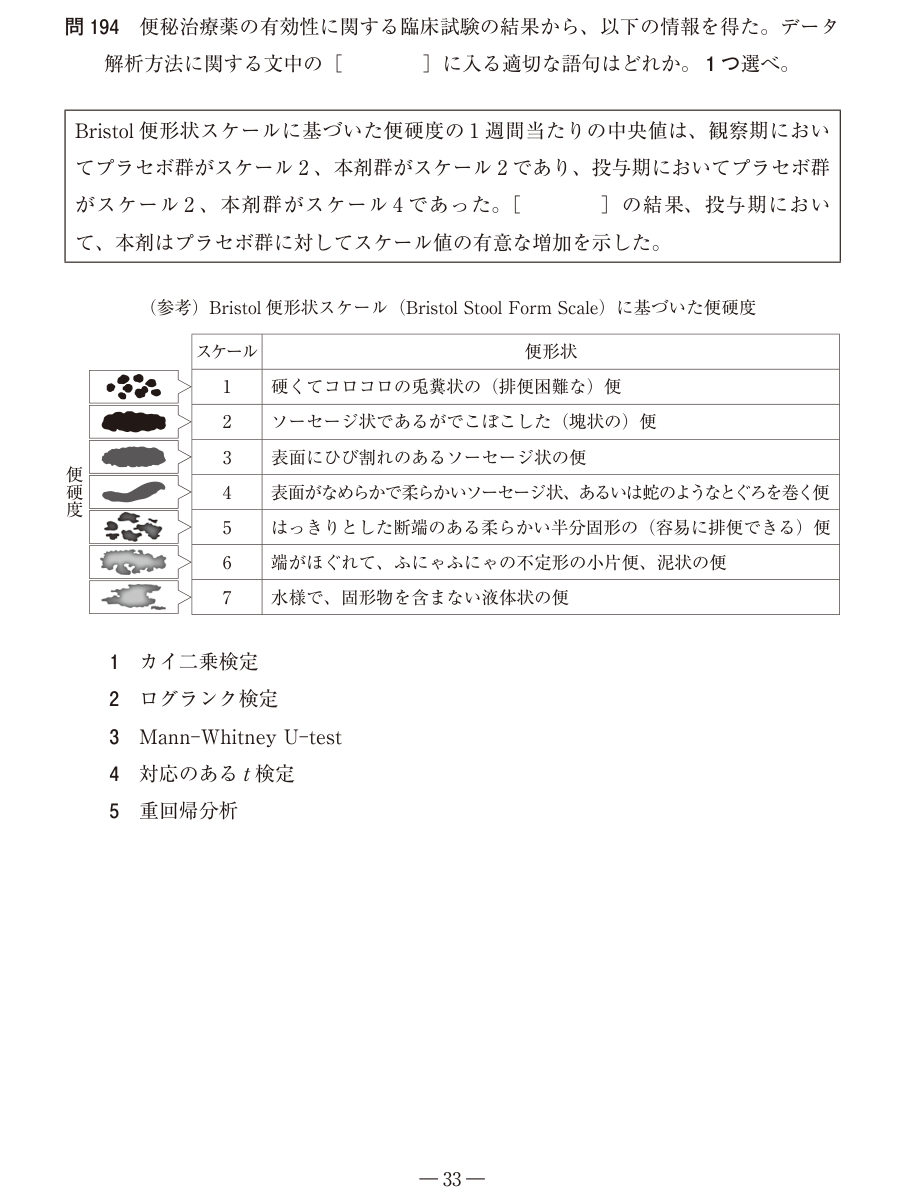 問 194　便秘治療薬の有効性に関する臨床試験の結果から、以下の情報を得た。データ
解析方法に関する文中の［　　　　］に入る適切な語句はどれか。1つ選べ。
Bristol 便形状スケールに基づいた便硬度の 1 週間当たりの中央値は、観察期におい
てプラセボ群がスケール 2 、本剤群がスケール 2 であり、投与期においてプラセボ群
がスケール 2 、本剤群がスケール 4 であった。［　　　　］の結果、投与期におい
て、本剤はプラセボ群に対してスケール値の有意な増加を示した。
（参考）Bristol 便形状スケール（Bristol Stool Form Scale）に基づいた便硬度
スケール　便形状
1　硬くてコロコロの兎糞状の（排便困難な）便
2　ソーセージ状であるがでこぼこした（塊状の）便
3　表面にひび割れのあるソーセージ状の便
4　表面がなめらかで柔らかいソーセージ状、あるいは蛇のようなとぐろを巻く便
5　はっきりとした断端のある柔らかい半分固形の（容易に排便できる）便
6　端がほぐれて、ふにゃふにゃの不定形の小片便、泥状の便
7　水様で、固形物を含まない液体状の便
便硬度
1　カイ二乗検定
2　ログランク検定
3　Mann-Whitney U-test
4　対応のある t 検定
5　重回帰分析
— 33 —